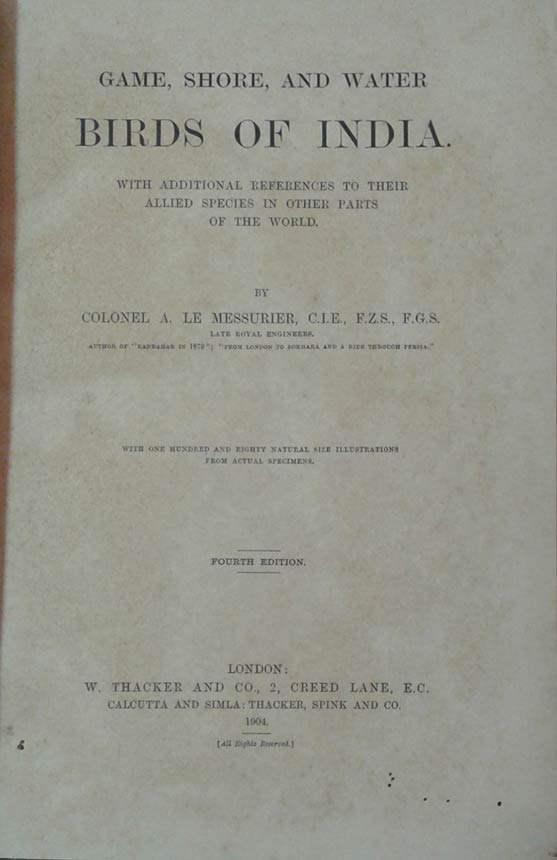 GAME, SHORE, AND WATER
BIRDS OF INDIA.
WITH ADDITIONAL REFERENCES TO THEIR
ALLIED SPECIES IN OTHER PARTS
OF THE WORLD.
BY
COLONEL A. LE MESSURIER, C.I.E., F.Z.S., F.G.S.
LATE ROYAL ENGINEERS.
AUTHOR OF "KANDAHAR IN 1879"; "FROM LONDON TO BOKHARA AND A RIDE THROUGH PERSIA."
WITH ONE HUNDRED AND EIGHTY NATURAL SIZE ILLUSTRATIONS
FROM ACTUAL SPECIMENS.
FOURTH EDITION.
LONDON:
W. THACKER AND CO., 2, CREED LANE, E.C.
CALCUTTA AND SIMLA: THACKER, SPINK AND CO.
1904.
[All Rights Reserved.]